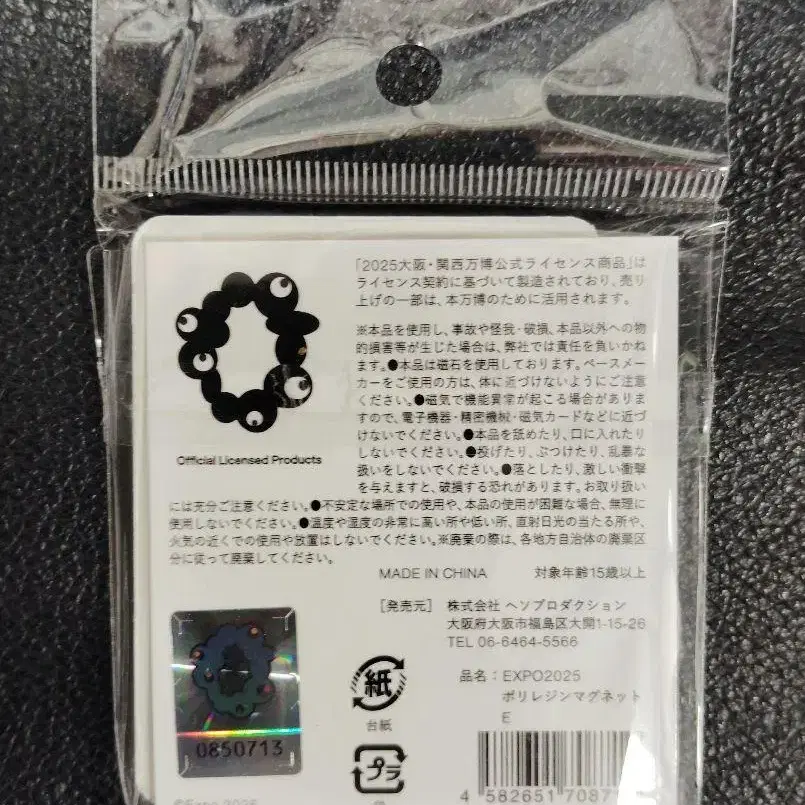 「2025大阪・関西万博公式ライセンス商品」は
ライセンス契約に基づいて製造されており、売り
上げの一部は、本万博のために活用されます。
※本品を使用し、事故や怪我・破損、本品以外への物
的損害等が生じた場合は、弊社では責任を負いかね
ます。●本品は磁石を使用しております。ペースメー
カーをご使用の方は、体に近づけないようにご注意
ください。●磁気で機能異常が起こる場合がありま
すので、電子機器・精密機械・磁気カードなどに近づ
けないでください。●本品を舐めたり、口に入れたり
しないでください。●投げたり、ぶつけたり、乱暴な
扱いをしないでください。●落としたり、激しい衝撃
を与えますと、破損する恐れがあります。お取り扱い
には充分ご注意ください。●不安定な場所での使用や、本品の使用が困難な場合、無理に
使用しないでください。●温度や湿度の非常に高い所や低い所、直射日光の当たる所や、
火気の近くでの使用や放置はしないでください。※廃棄の際は、各地方自治体の廃棄区
分に従って廃棄してください。
Official Licensed Products
MADE IN CHINA 対象年齢15歳以上
[発売元] 株式会社 ヘソプロダクション
大阪府大阪市福島区大開1-15-26
TEL 06-6464-5566
品名：EXPO2025
ポリレジンマグネット
E
紙
台紙
プラ
0850713
4 582651 7087
©Expo 2025